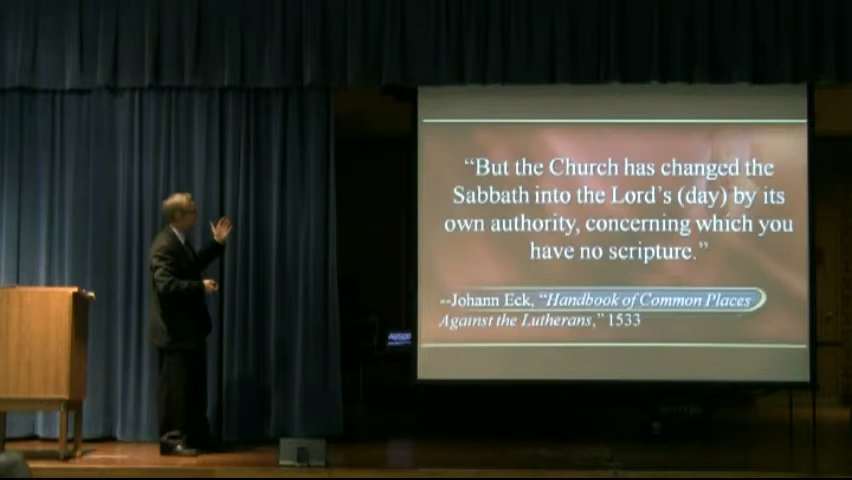 “But the Church has changed the
Sabbath into the Lord’s (day) by its
own authority, concerning which you
have no scripture.”
--Johann Eck, “Handbook of Common Places
Against the Lutherans,” 1533